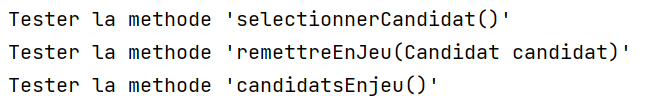 Tester la methode 'selectionnerCandidat()'
Tester la methode 'remettreEnJeu(Candidat candidat)'
Tester la methode 'candidatsEnjeu()'